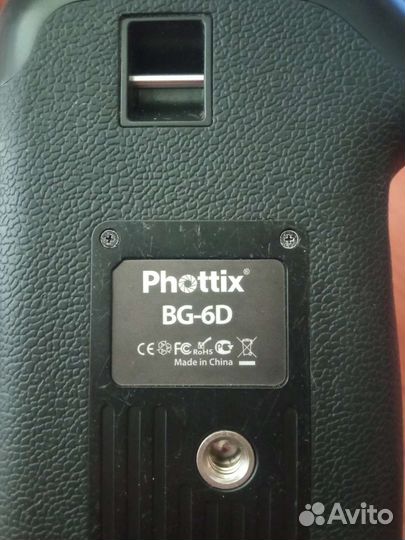 Phottix®
BG-6D
CE FC RoHS
Made in China
Avito